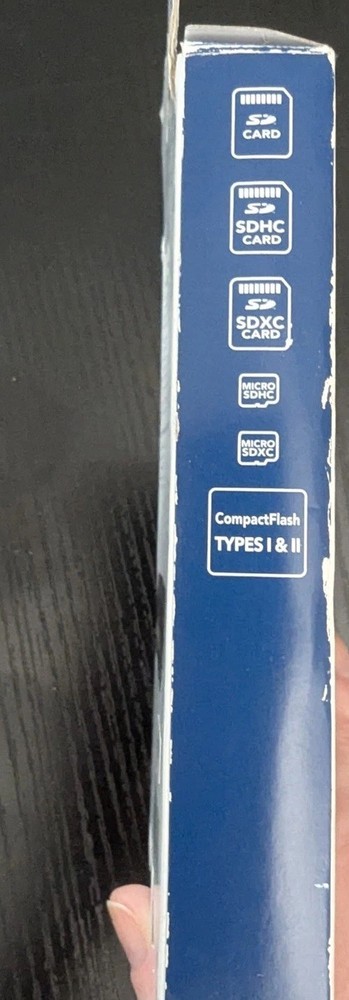 SD
CARD
SD
SDHC
CARD
SD
SDXC
CARD
MICRO
SDHC
MICRO
SDXC
CompactFlash
TYPES I & II